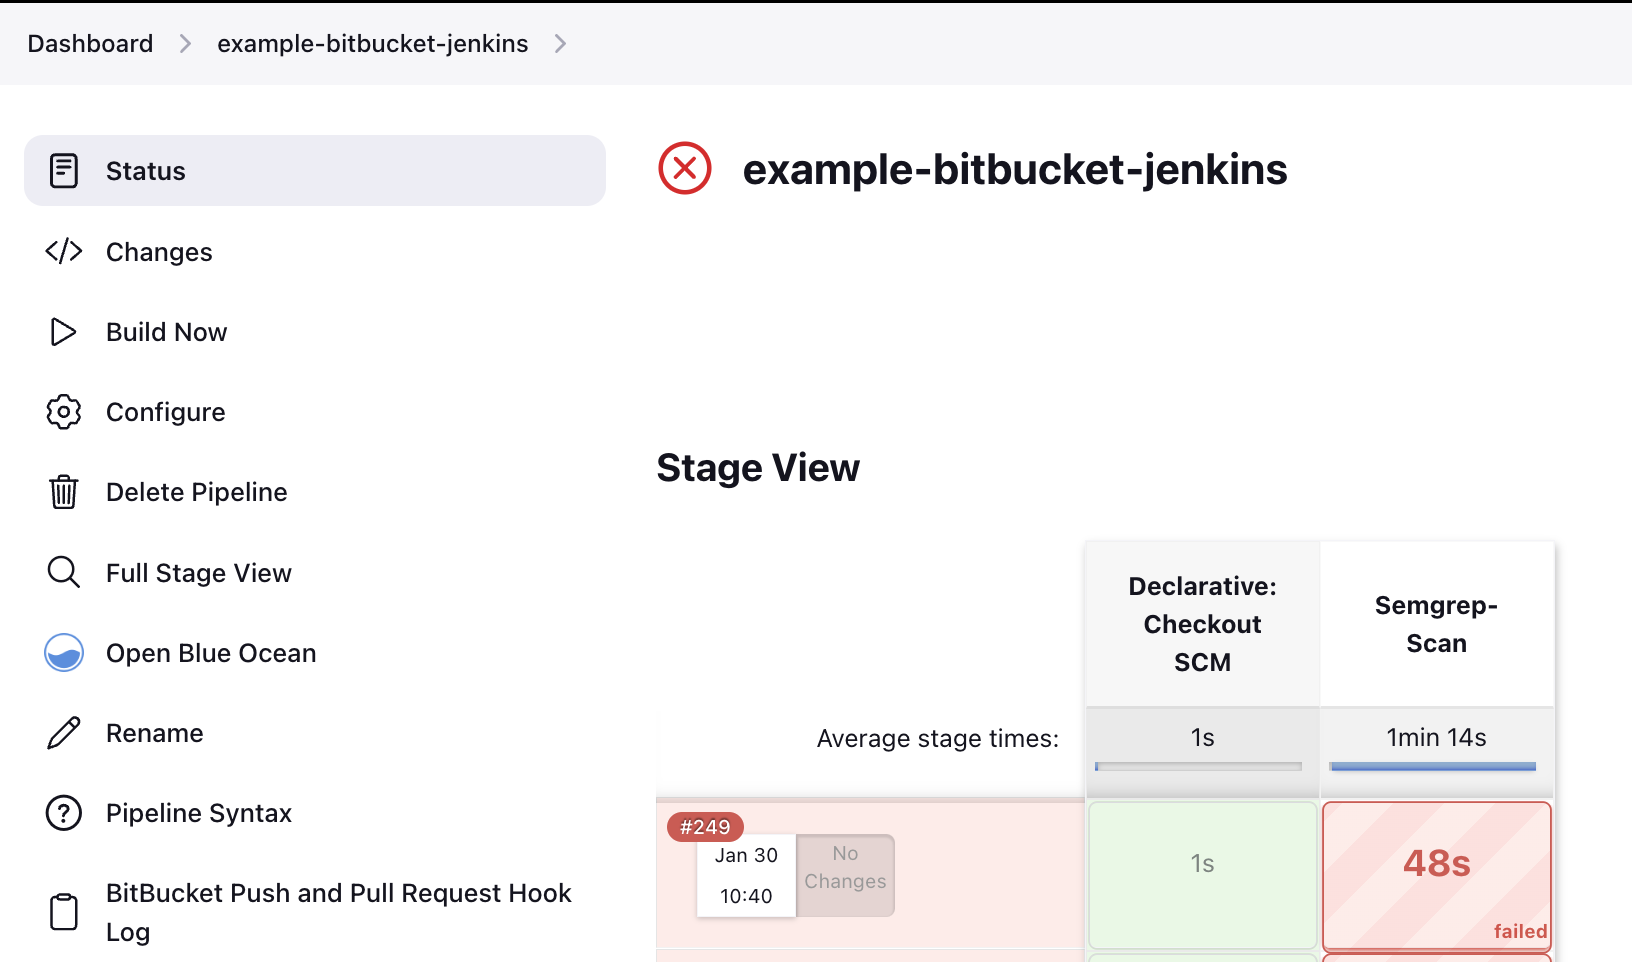 Dashboard
example-bitbucket-jenkins
Status
Changes
Build Now
Configure
Delete Pipeline
Full Stage View
Open Blue Ocean
Rename
Pipeline Syntax
BitBucket Push and Pull Request Hook
Log
example-bitbucket-jenkins
Stage View
Declarative:
Checkout
SCM
Semgrep-
Scan
Average stage times:
1s
1min 14s
#249
Jan 30
10:40
No
Changes
1s
48s
failed